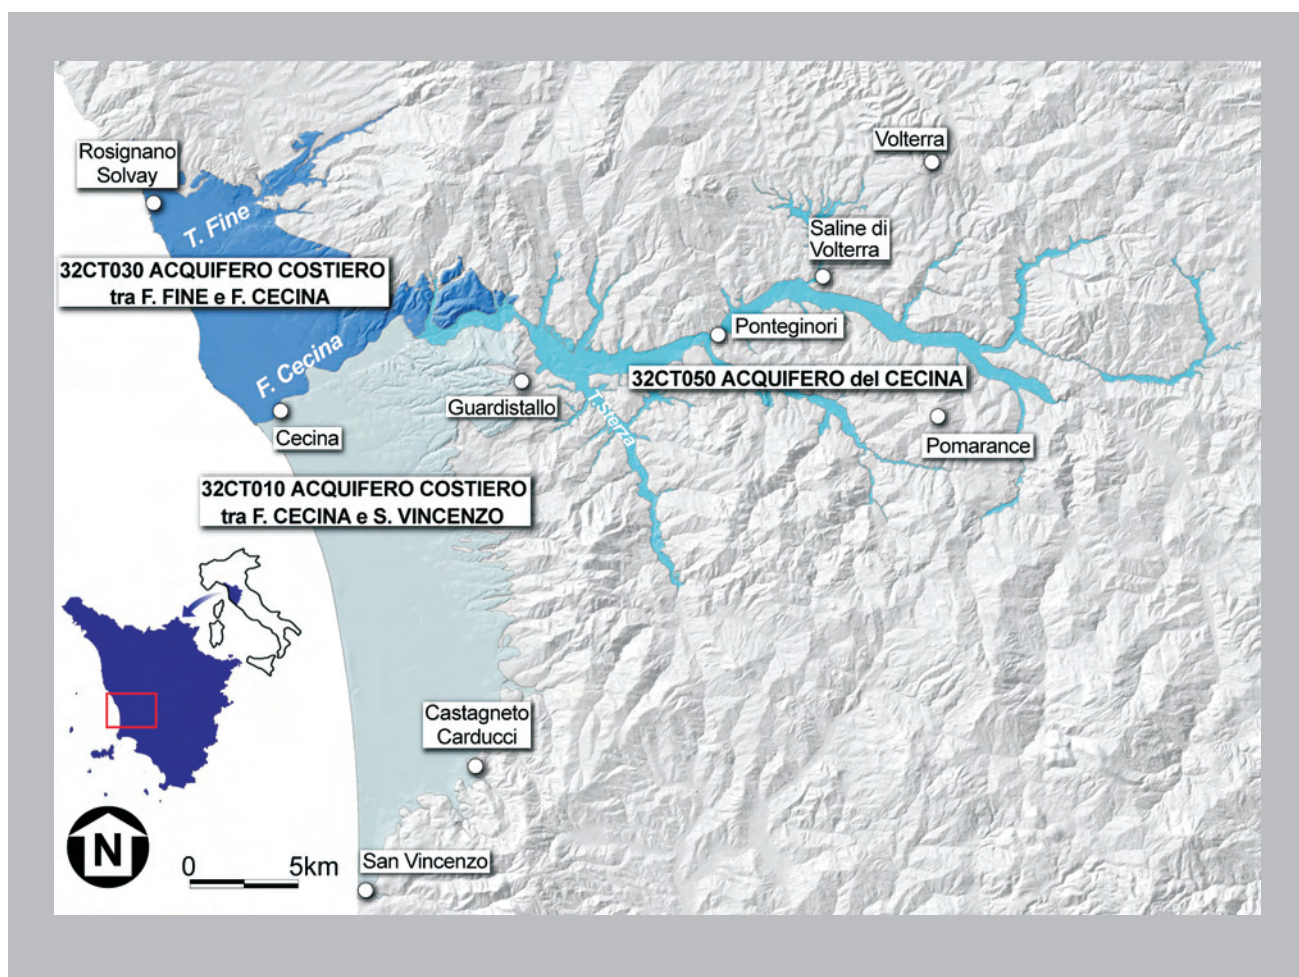 Volterra
Rosignano
Solvay
T. Fine
Saline di
Volterra
32CT030 ACQUIFERO COSTIERO
tra F. FINE e F. CECINA
Ponteginori
F. Cecina
32CT050 ACQUIFERO del CECINA
Guardistallo
T.Sterza
Cecina
Pomarance
32CT010 ACQUIFERO COSTIERO
tra F. CECINA e S. VINCENZO
Castagneto
Carducci
N
0 5km
San Vincenzo